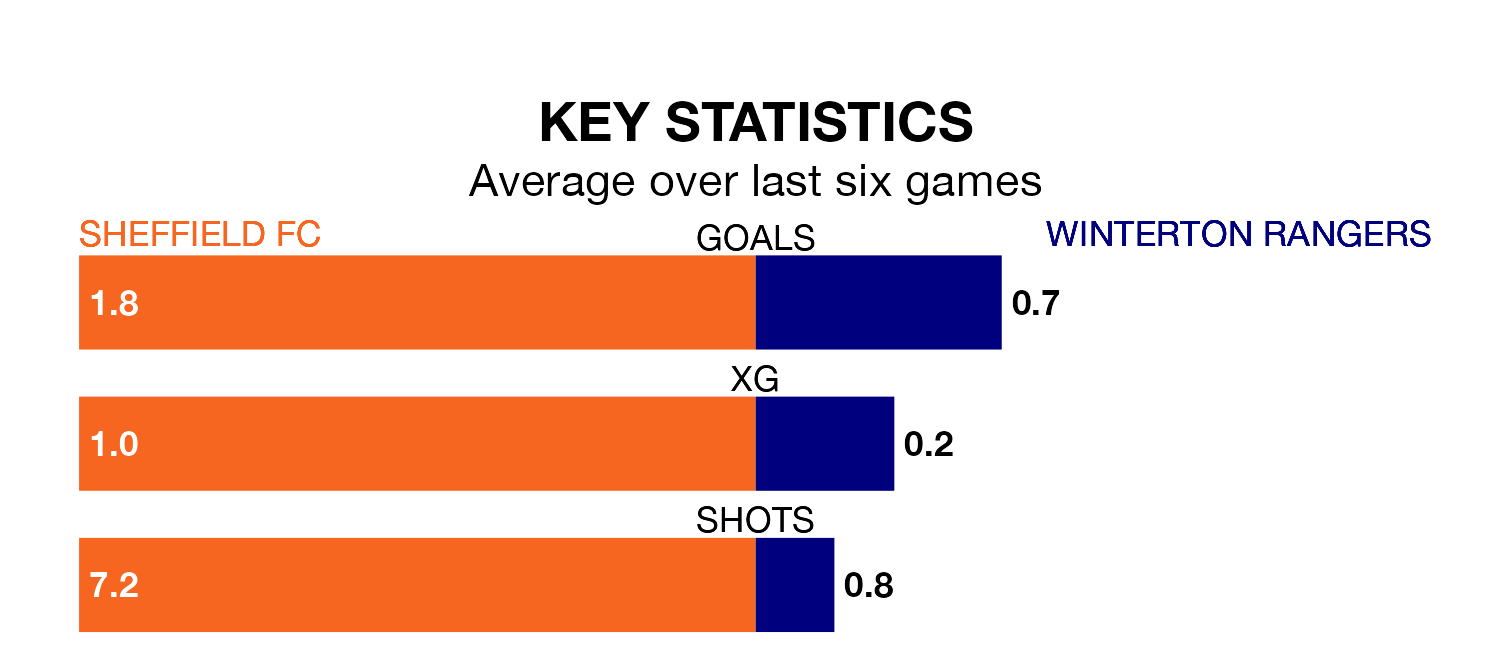 KEY STATISTICS
Average over last six games
SHEFFIELD FC
GOALS
WINTERTON RANGERS
1.8
0.7
XG
1.0
0.2
SHOTS
7.2
0.8